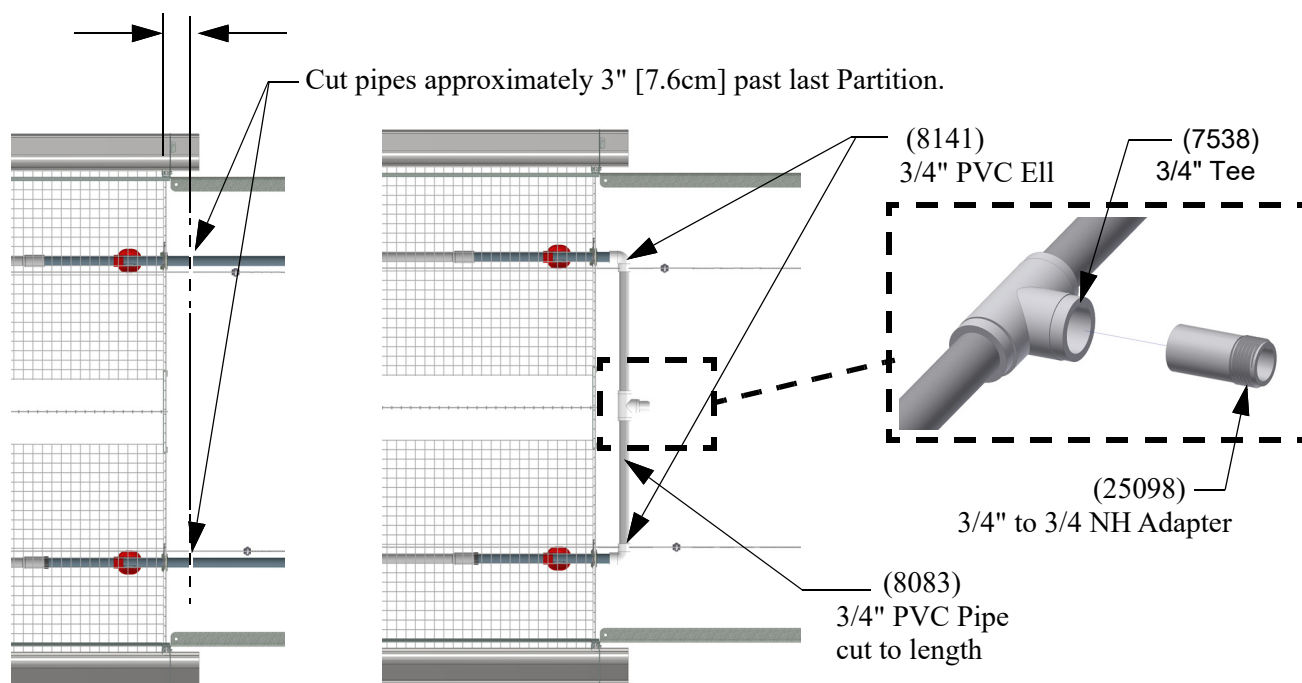 Cut pipes approximately 3" [7.6cm] past last Partition.
(8141)
3/4" PVC Ell
(7538)
3/4" Tee
(25098)
3/4" to 3/4 NH Adapter
(8083)
3/4" PVC Pipe
cut to length